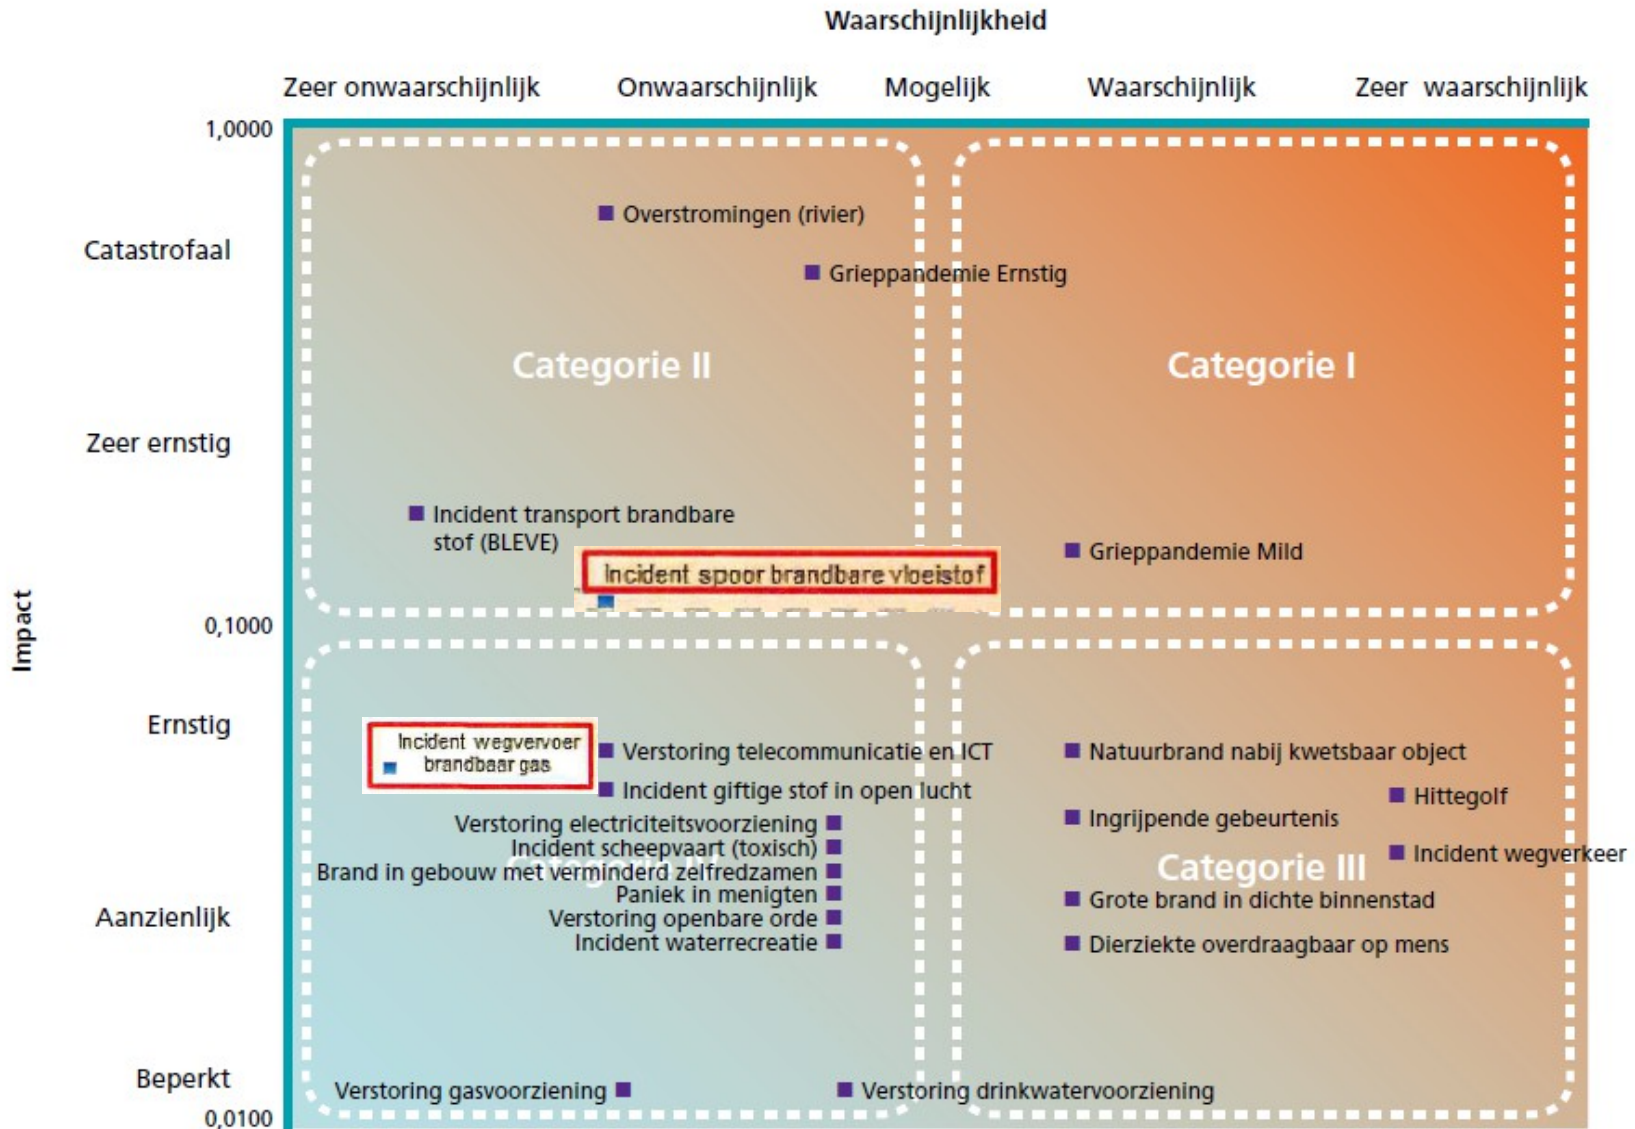 Waarschijnlijkheid
Zeer onwaarschijnlijk Onwaarschijnlijk Mogelijk Waarschijnlijk Zeer waarschijnlijk
1,0000
Overstromingen (rivier)
Catastrofaal
Grieppandemie Ernstig
Categorie II
Categorie I
Zeer ernstig
Incident transport brandbare
stof (BLEVE)
Grieppandemie Mild
Incident spoor brandbare vloeistof
0,1000
Impact
Ernstig
Incident wegvervoer
brandbaar gas
Verstoring telecommunicatie en ICT
Natuurbrand nabij kwetsbaar object
Incident giftige stof in open lucht
Hittegolf
Verstoring electriciteitsvoorziening
Ingrijpende gebeurtenis
Incident scheepvaart (toxisch)
Incident wegverkeer
Categorie IV
Categorie III
Brand in gebouw met verminderd zelfredzamen
Paniek in menigten
Grote brand in dichte binnenstad
Aanzienlijk
Verstoring openbare orde
Incident waterrecreatie
Dierziekte overdraagbaar op mens
Beperkt
Verstoring gasvoorziening
Verstoring drinkwatervoorziening
0,0100